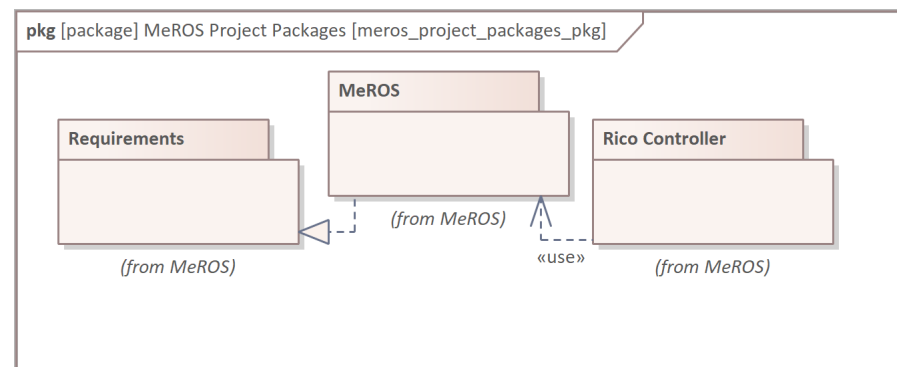 pkg [package] MeROS Project Packages [meros_project_packages_pkg]
MeROS
Requirements
Rico Controller
(from MeROS)
«use»
(from MeROS)
(from MeROS)